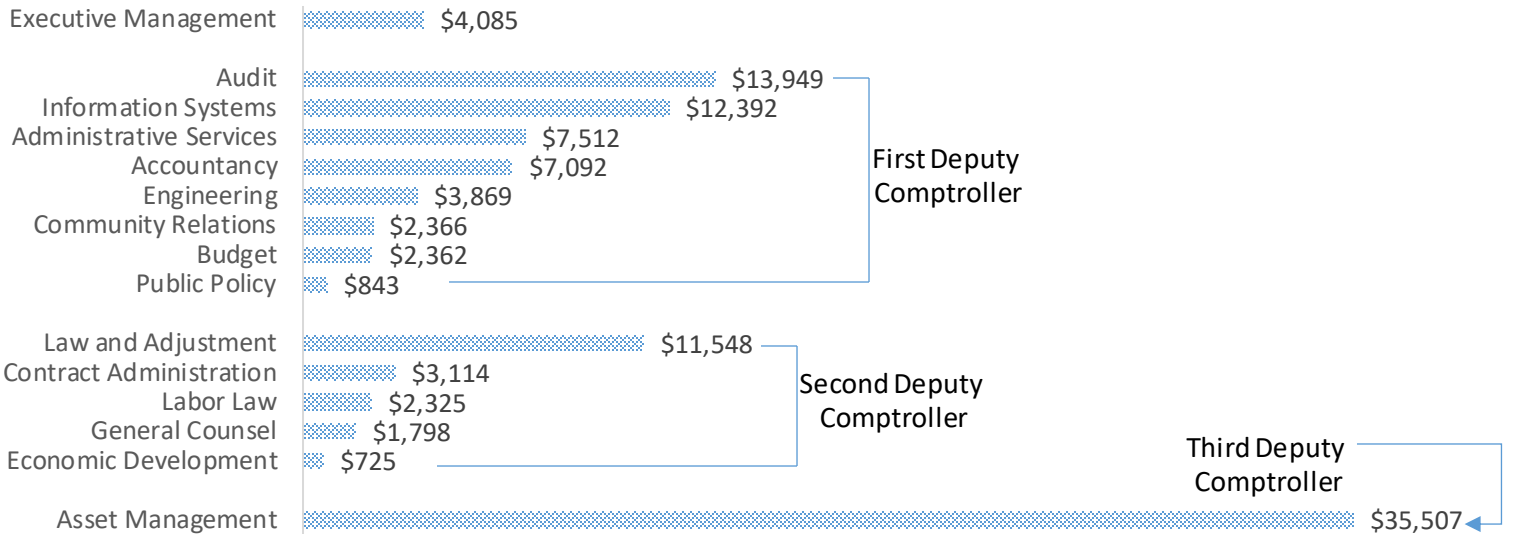 Executive Management $4,085
Audit $13,949
Information Systems $12,392
Administrative Services $7,512
Accountancy $7,092
Engineering $3,869
Community Relations $2,366
Budget $2,362
Public Policy $843
First Deputy
Comptroller
Law and Adjustment $11,548
Contract Administration $3,114
Labor Law $2,325
General Counsel $1,798
Economic Development $725
Second Deputy
Comptroller
Third Deputy
Comptroller
Asset Management $35,507